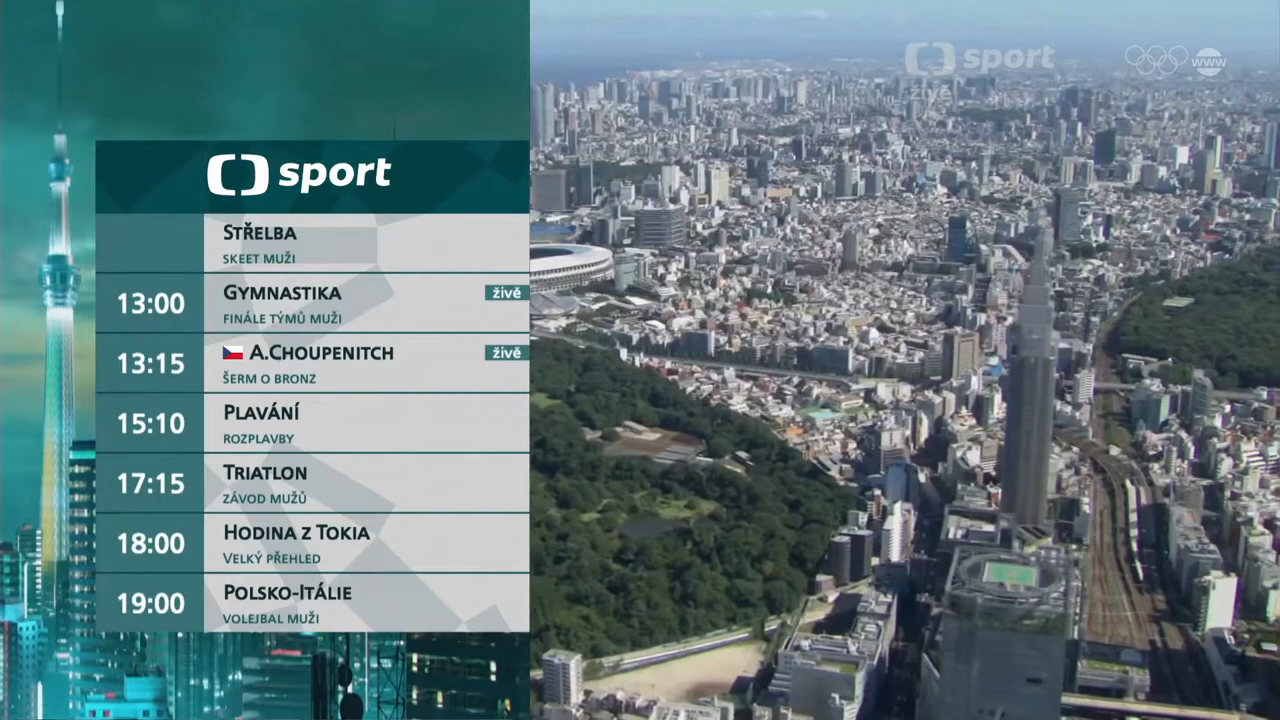 sport
STŘELBA
SKEET MUŽI
13:00 GYMNASTIKA živě
FINÁLE TÝMŮ MUŽI
13:15 A.CHOUPENITCH živě
ŠERM O BRONZ
15:10 PLAVÁNÍ
ROZPLAVBY
17:15 TRIATLON
ZÁVOD MUŽŮ
18:00 HODINA Z TOKIA
VELKÝ PŘEHLED
19:00 POLSKO-ITÁLIE
VOLEJBAL MUŽI
sport
živě
www